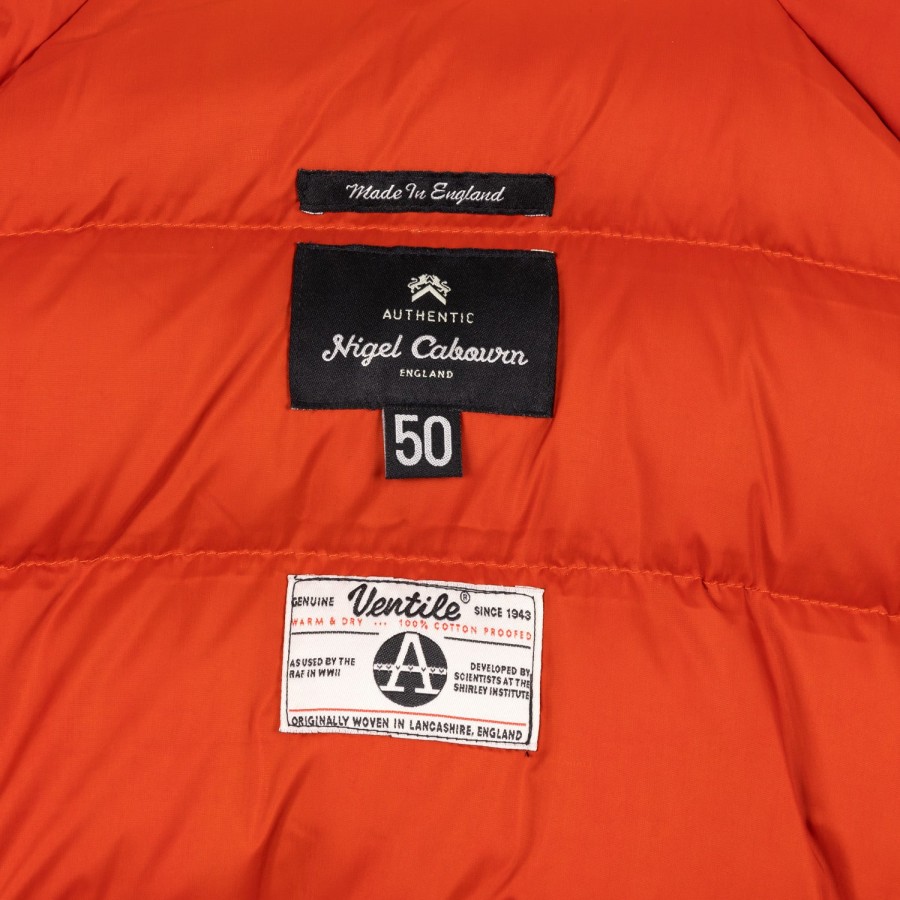 Made In England
AUTHENTIC
Nigel Cabourn
ENGLAND
50
GENUINE Ventile® SINCE 1943
WARM & DRY ... 100% COTTON PROOFED
AS USED BY THE
RAF IN WWII
A
DEVELOPED BY
SCIENTISTS AT THE
SHIRLEY INSTITUTE
ORIGINALLY WOVEN IN LANCASHIRE, ENGLAND